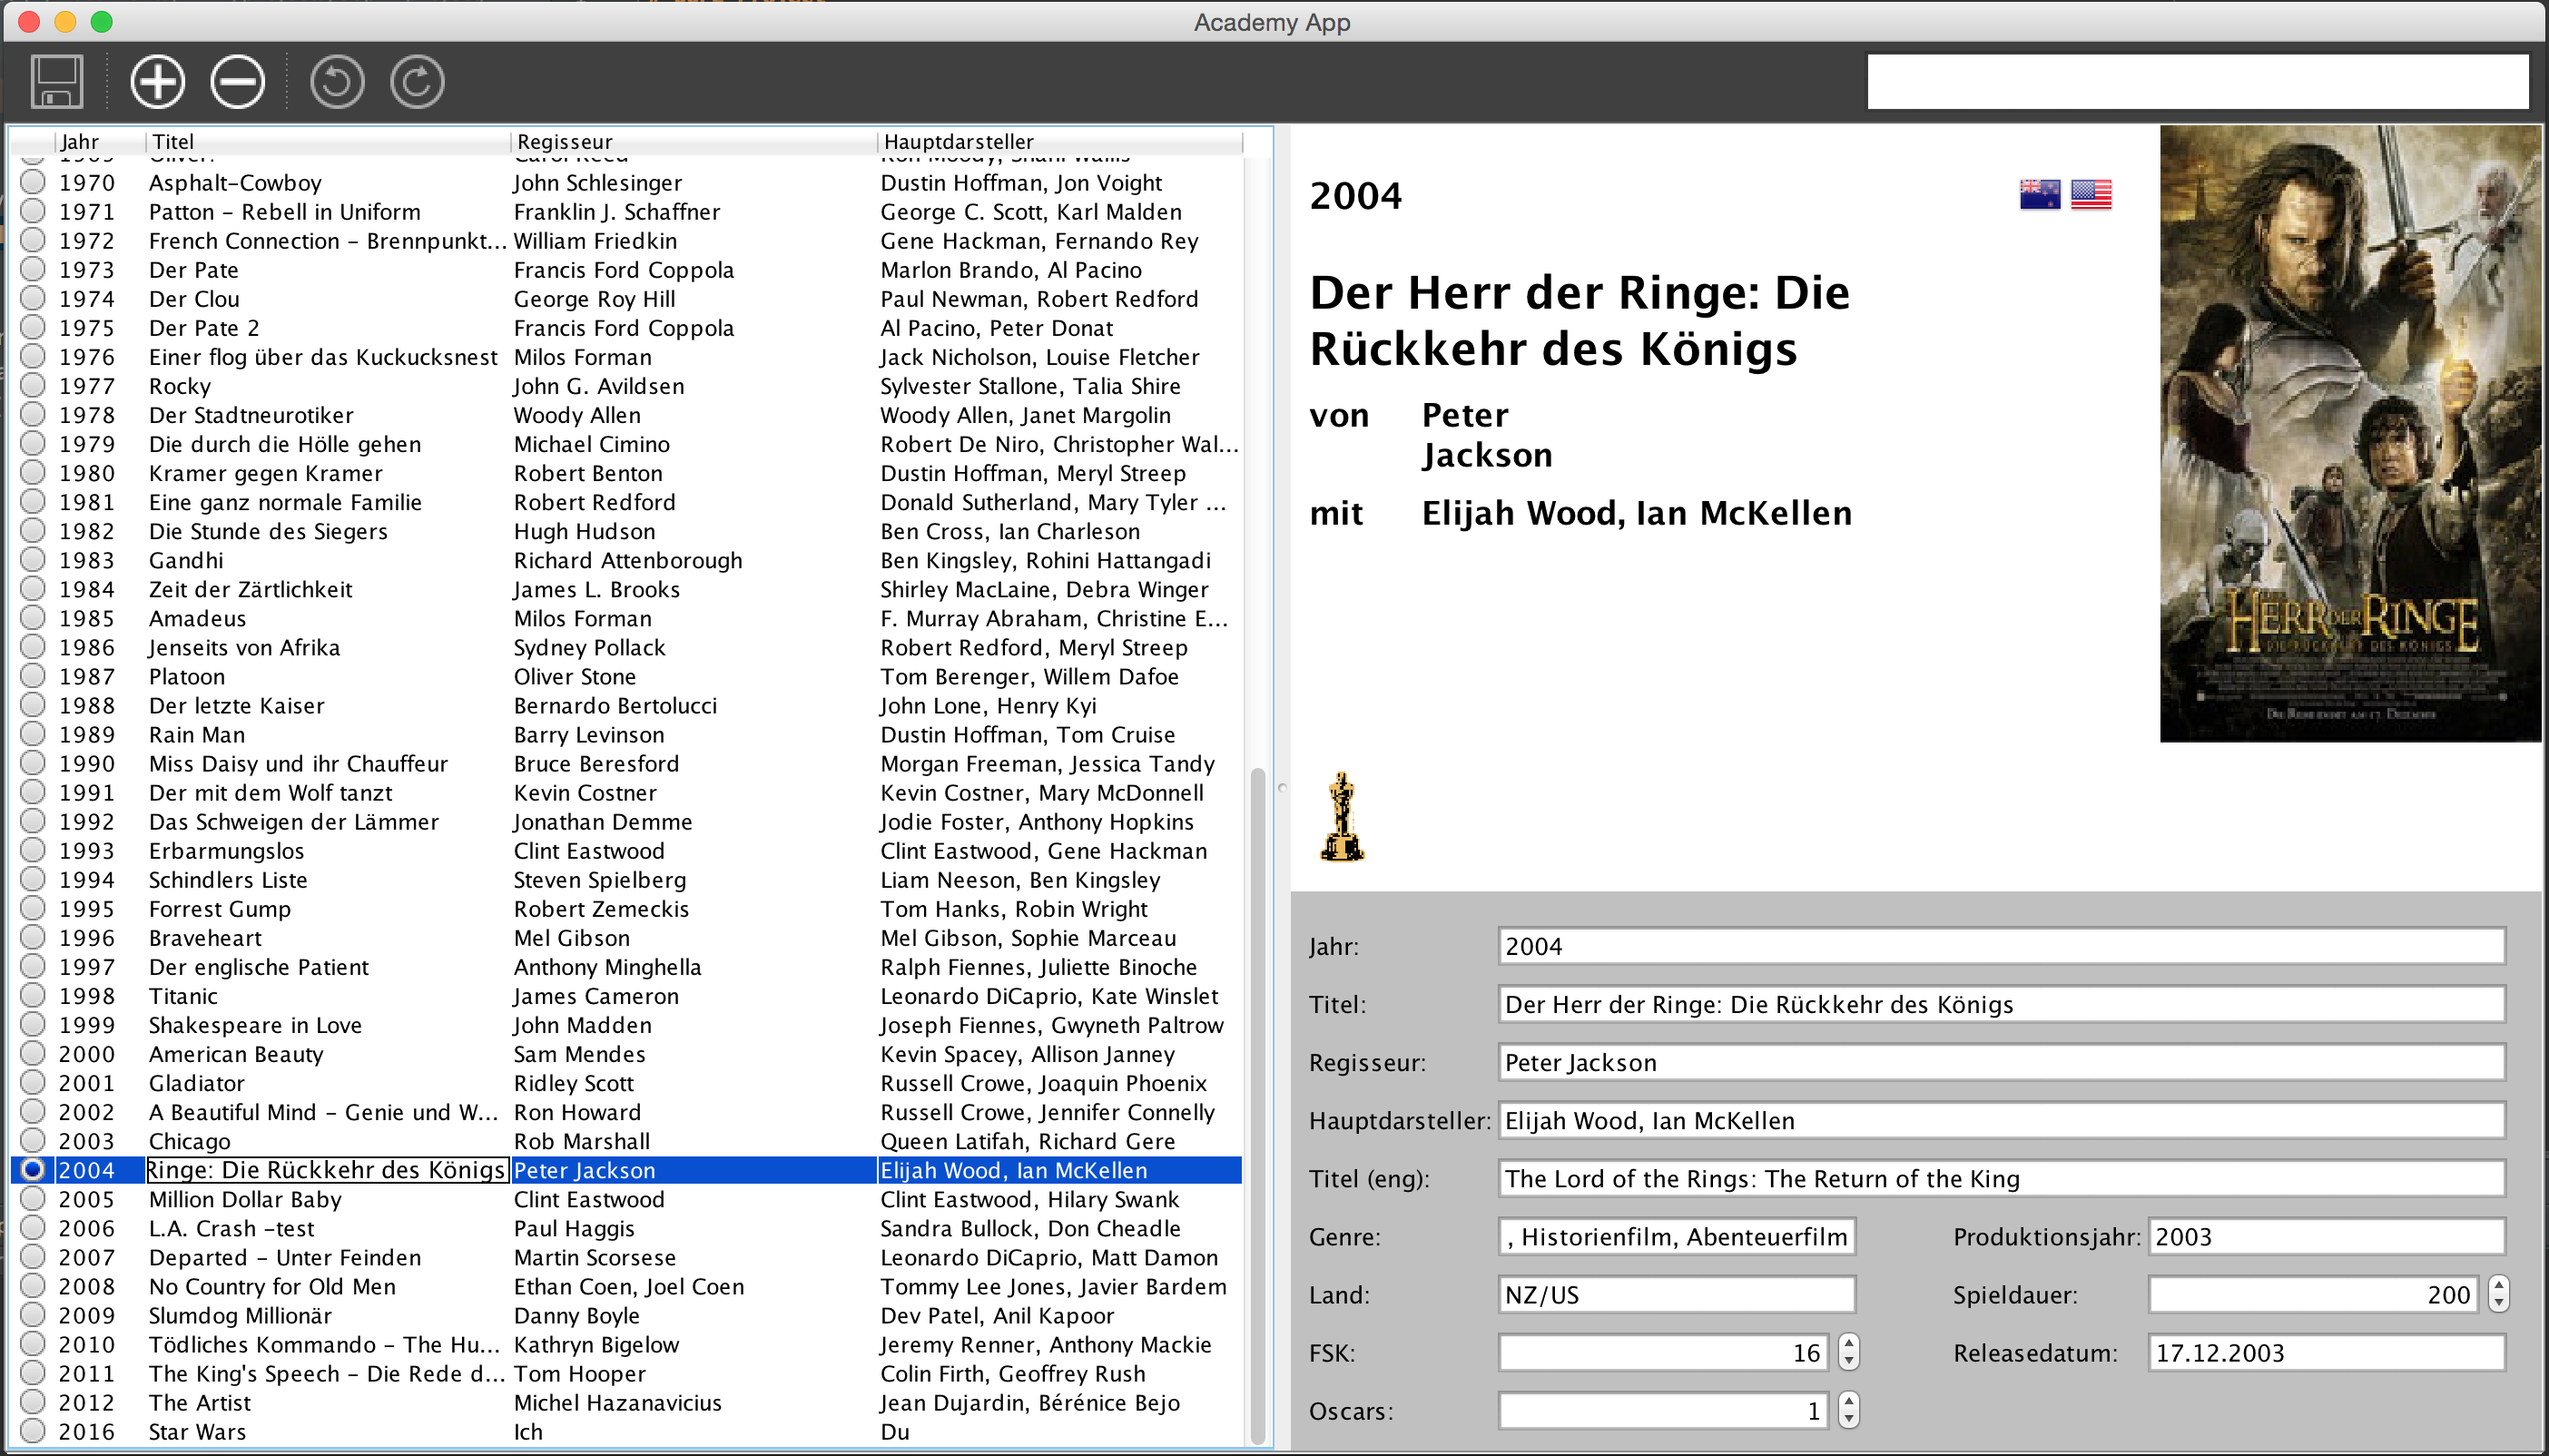 Academy App
Jahr Titel Regisseur Hauptdarsteller
1970 Asphalt-Cowboy John Schlesinger Dustin Hoffman, Jon Voight
1971 Patton – Rebell in Uniform Franklin J. Schaffner George C. Scott, Karl Malden
1972 French Connection – Brennpunkt... William Friedkin Gene Hackman, Fernando Rey
1973 Der Pate Francis Ford Coppola Marlon Brando, Al Pacino
1974 Der Clou George Roy Hill Paul Newman, Robert Redford
1975 Der Pate 2 Francis Ford Coppola Al Pacino, Peter Donat
1976 Einer flog über das Kuckucksnest Milos Forman Jack Nicholson, Louise Fletcher
1977 Rocky John G. Avildsen Sylvester Stallone, Talia Shire
1978 Der Stadtneurotiker Woody Allen Woody Allen, Janet Margolin
1979 Die durch die Hölle gehen Michael Cimino Robert De Niro, Christopher Wal...
1980 Kramer gegen Kramer Robert Benton Dustin Hoffman, Meryl Streep
1981 Eine ganz normale Familie Robert Redford Donald Sutherland, Mary Tyler ...
1982 Die Stunde des Siegers Hugh Hudson Ben Cross, Ian Charleson
1983 Gandhi Richard Attenborough Ben Kingsley, Rohini Hattangadi
1984 Zeit der Zärtlichkeit James L. Brooks Shirley MacLaine, Debra Winger
1985 Amadeus Milos Forman F. Murray Abraham, Christine E...
1986 Jenseits von Afrika Sydney Pollack Robert Redford, Meryl Streep
1987 Platoon Oliver Stone Tom Berenger, Willem Dafoe
1988 Der letzte Kaiser Bernardo Bertolucci John Lone, Henry Kyi
1989 Rain Man Barry Levinson Dustin Hoffman, Tom Cruise
1990 Miss Daisy und ihr Chauffeur Bruce Beresford Morgan Freeman, Jessica Tandy
1991 Der mit dem Wolf tanzt Kevin Costner Kevin Costner, Mary McDonnell
1992 Das Schweigen der Lämmer Jonathan Demme Jodie Foster, Anthony Hopkins
1993 Erbarmungslos Clint Eastwood Clint Eastwood, Gene Hackman
1994 Schindlers Liste Steven Spielberg Liam Neeson, Ben Kingsley
1995 Forrest Gump Robert Zemeckis Tom Hanks, Robin Wright
1996 Braveheart Mel Gibson Mel Gibson, Sophie Marceau
1997 Der englische Patient Anthony Minghella Ralph Fiennes, Juliette Binoche
1998 Titanic James Cameron Leonardo DiCaprio, Kate Winslet
1999 Shakespeare in Love John Madden Joseph Fiennes, Gwyneth Paltrow
2000 American Beauty Sam Mendes Kevin Spacey, Allison Janney
2001 Gladiator Ridley Scott Russell Crowe, Joaquin Phoenix
2002 A Beautiful Mind – Genie und W... Ron Howard Russell Crowe, Jennifer Connelly
2003 Chicago Rob Marshall Queen Latifah, Richard Gere
2004 Ringe: Die Rückkehr des Königs Peter Jackson Elijah Wood, Ian McKellen
2005 Million Dollar Baby Clint Eastwood Clint Eastwood, Hilary Swank
2006 L.A. Crash –test Paul Haggis Sandra Bullock, Don Cheadle
2007 Departed – Unter Feinden Martin Scorsese Leonardo DiCaprio, Matt Damon
2008 No Country for Old Men Ethan Coen, Joel Coen Tommy Lee Jones, Javier Bardem
2009 Slumdog Millionär Danny Boyle Dev Patel, Anil Kapoor
2010 Tödliches Kommando – The Hu... Kathryn Bigelow Jeremy Renner, Anthony Mackie
2011 The King's Speech – Die Rede d... Tom Hooper Colin Firth, Geoffrey Rush
2012 The Artist Michel Hazanavicius Jean Dujardin, Bérénice Bejo
2016 Star Wars Ich Du
2004
Der Herr der Ringe: Die
Rückkehr des Königs
von Peter
Jackson
mit Elijah Wood, Ian McKellen
HERR DER RINGE
DIE RÜCKKEHR DES KÖNIGS
Jahr: 2004
Titel: Der Herr der Ringe: Die Rückkehr des Königs
Regisseur: Peter Jackson
Hauptdarsteller: Elijah Wood, Ian McKellen
Titel (eng): The Lord of the Rings: The Return of the King
Genre: , Historienfilm, Abenteuerfilm Produktionsjahr: 2003
Land: NZ/US Spieldauer: 200
FSK: 16 Releasedatum: 17.12.2003
Oscars: 1